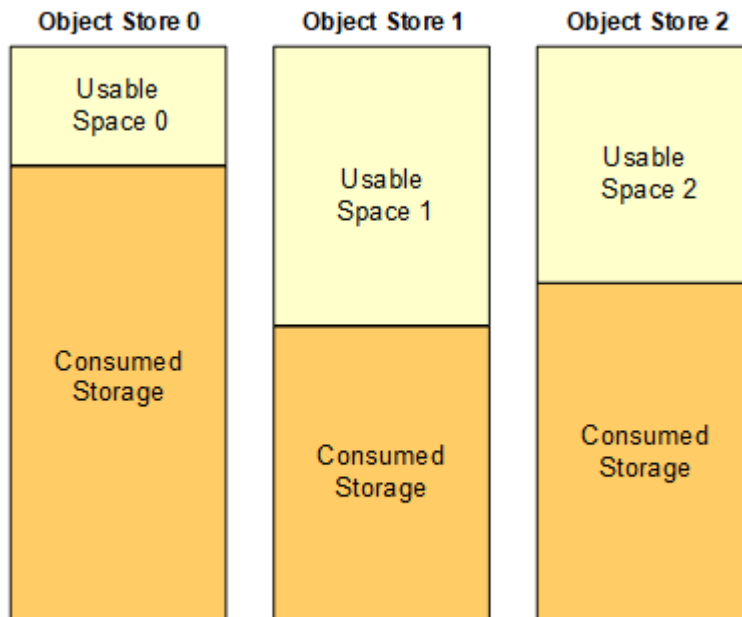 Object Store 0
Object Store 1
Object Store 2
Usable
Space 0
Usable
Space 1
Usable
Space 2
Consumed
Storage
Consumed
Storage
Consumed
Storage